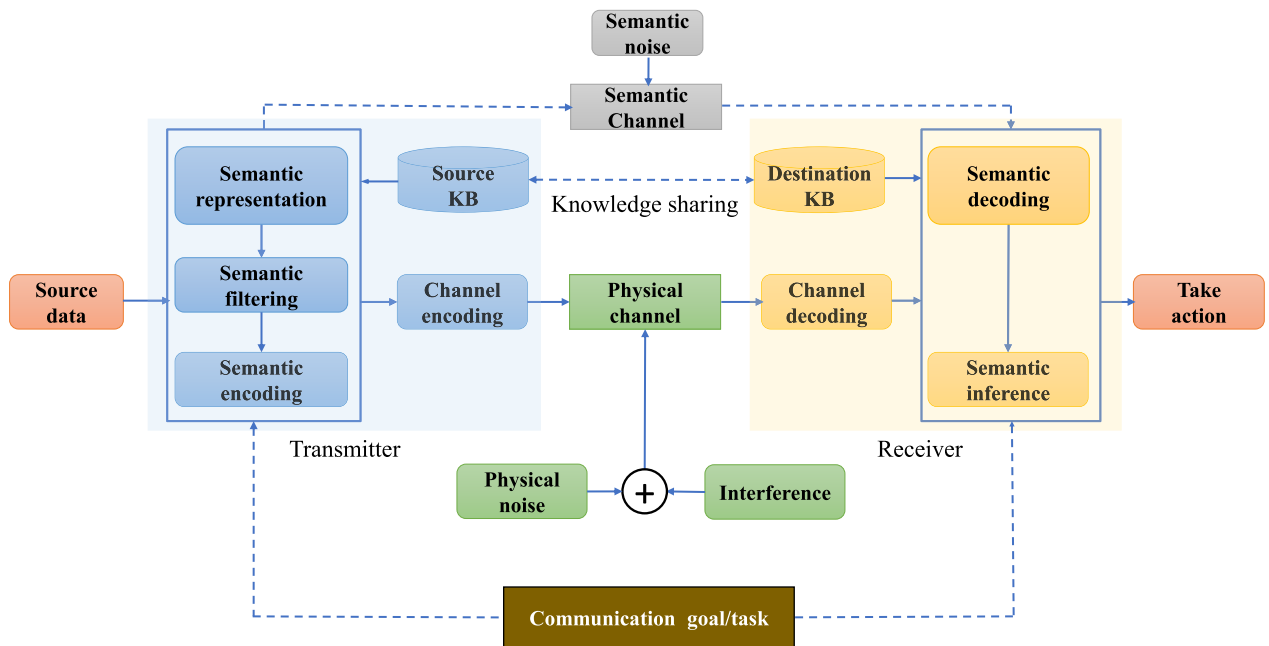 Semantic
noise
Semantic
Channel
Semantic
representation
Source
KB
Knowledge sharing
Destination
KB
Semantic
decoding
Source
data
Semantic
filtering
Channel
encoding
Physical
channel
Channel
decoding
Take
action
Semantic
encoding
Semantic
inference
Transmitter
Receiver
Physical
noise
+
Interference
Communication goal/task